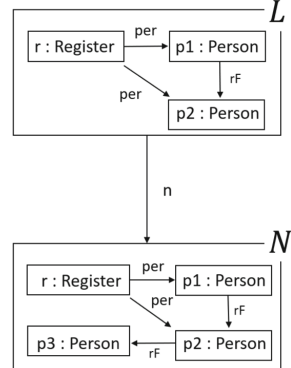 L
per
r : Register
p1 : Person
rF
per
p2 : Person
n
N
per
r : Register
p1 : Person
per
rF
p3 : Person
p2 : Person
rF